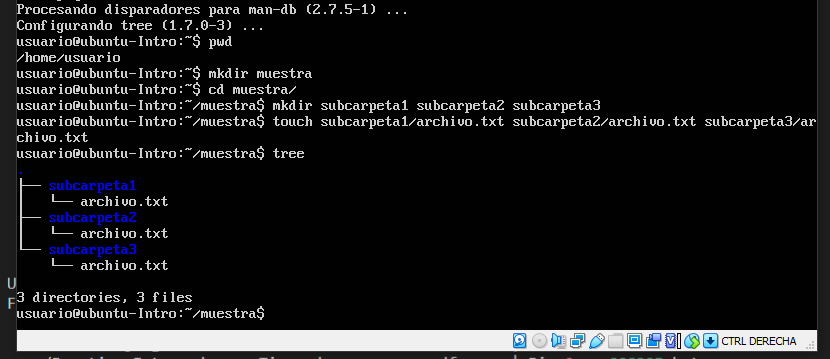 Procesando disparadores para man-db (2.7.5-1) ...
Configurando tree (1.7.0-3) ...
usuario@ubuntu-Intro:~$ pwd
/home/usuario
usuario@ubuntu-Intro:~$ mkdir muestra
usuario@ubuntu-Intro:~$ cd muestra/
usuario@ubuntu-Intro:~/muestra$ mkdir subcarpeta1 subcarpeta2 subcarpeta3
usuario@ubuntu-Intro:~/muestra$ touch subcarpeta1/archivo.txt subcarpeta2/archivo.txt subcarpeta3/ar
chivo.txt
usuario@ubuntu-Intro:~/muestra$ tree
.
├── subcarpeta1
│   └── archivo.txt
├── subcarpeta2
│   └── archivo.txt
└── subcarpeta3
    └── archivo.txt
U
F
3 directories, 3 files
usuario@ubuntu-Intro:~/muestra$
CTRL DERECHA